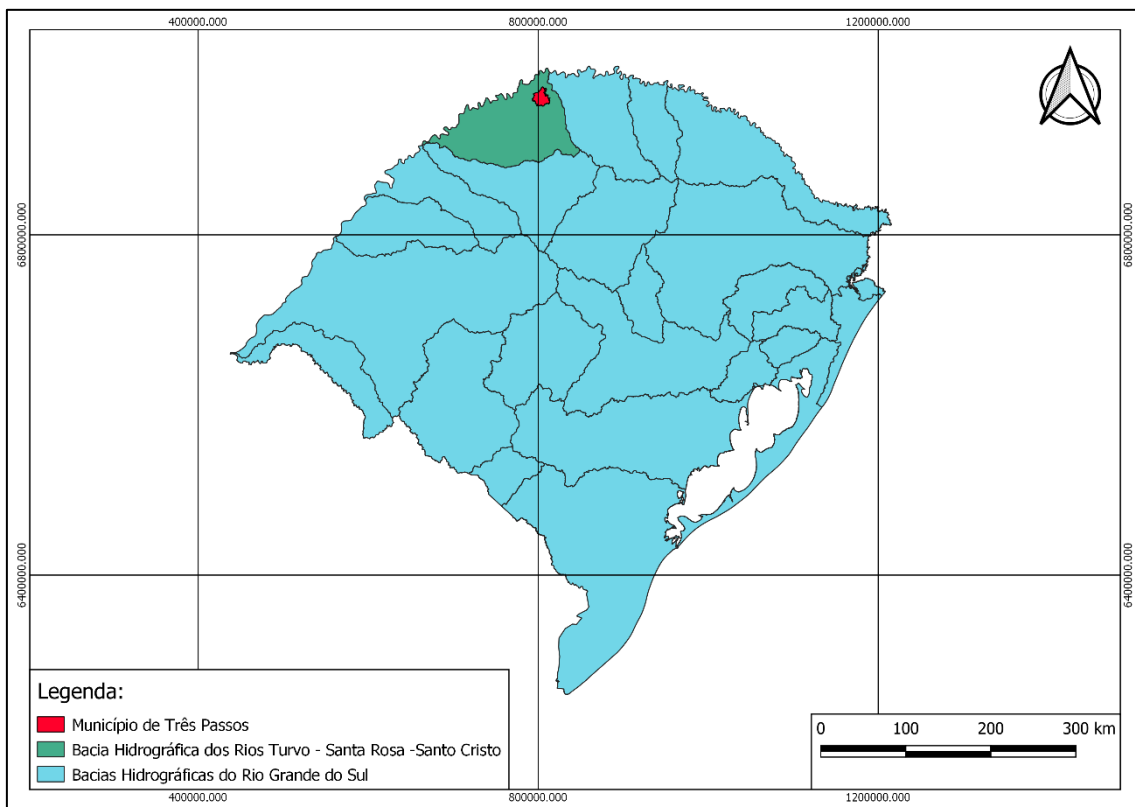 400000.000 800000.000 1200000.000
6800000.000 6800000.000
6400000.000 6400000.000
Legenda:
Município de Três Passos
Bacia Hidrográfica dos Rios Turvo - Santa Rosa -Santo Cristo
Bacias Hidrográficas do Rio Grande do Sul
0 100 200 300 km
400000.000 800000.000 1200000.000